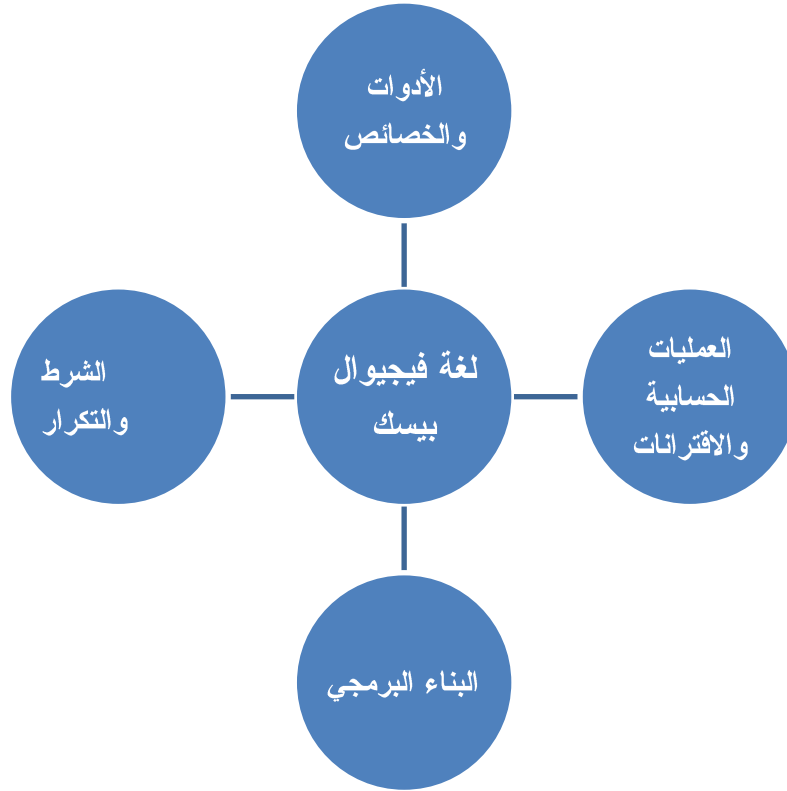 الأدوات
والخصائص
العمليات
الحسابية
والاقترانات
لغة فيجيوال
بيسك
الشرط
والتكرار
البناء البرمجي